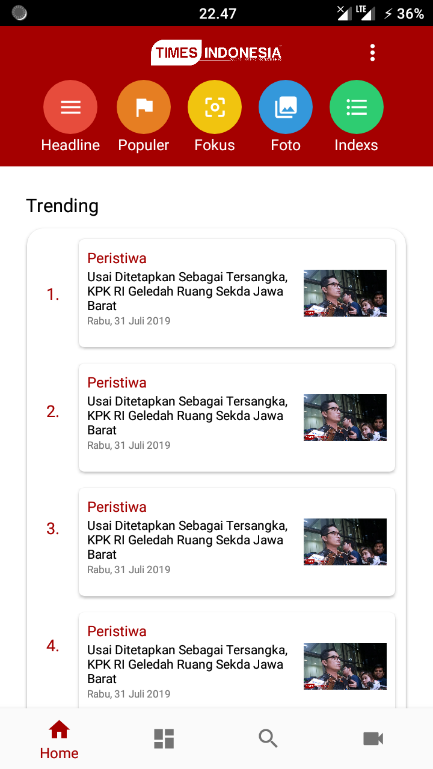 22.47
LTE
36%
TIMES INDONESIA
Headline
Populer
Fokus
Foto
Indexs
Trending
1.
Peristiwa
Usai Ditetapkan Sebagai Tersangka,
KPK RI Geledah Ruang Sekda Jawa
Barat
Rabu, 31 Juli 2019
2.
Peristiwa
Usai Ditetapkan Sebagai Tersangka,
KPK RI Geledah Ruang Sekda Jawa
Barat
Rabu, 31 Juli 2019
3.
Peristiwa
Usai Ditetapkan Sebagai Tersangka,
KPK RI Geledah Ruang Sekda Jawa
Barat
Rabu, 31 Juli 2019
4.
Peristiwa
Usai Ditetapkan Sebagai Tersangka,
KPK RI Geledah Ruang Sekda Jawa
Barat
Rabu, 31 Juli 2019
Home